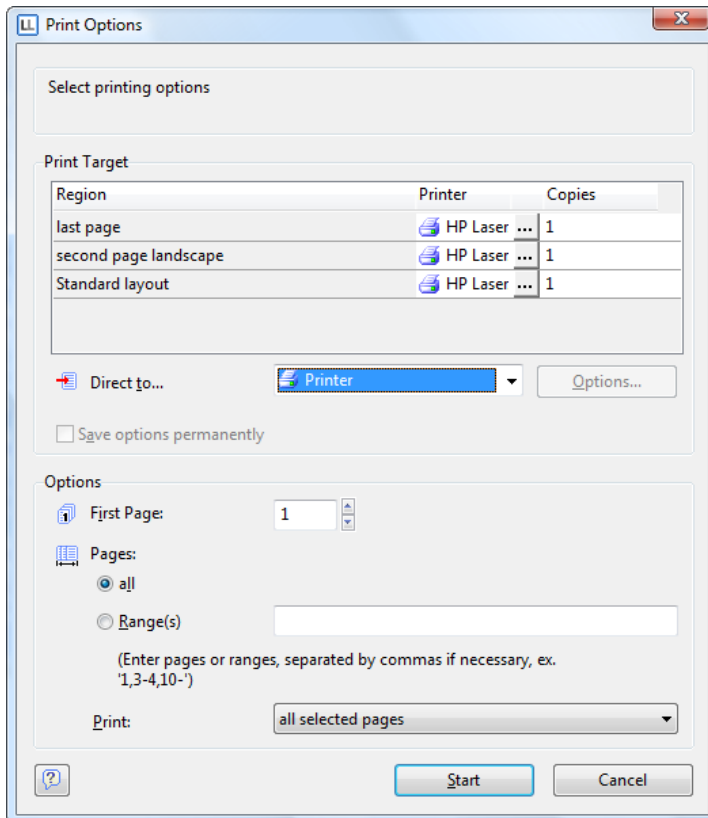 LL Print Options
Select printing options
Print Target
Region Printer Copies
last page HP Laser ... 1
second page landscape HP Laser ... 1
Standard layout HP Laser ... 1
Direct to... Printer Options...
Save options permanently
Options
1 First Page: 1
Pages:
all
Range(s)
(Enter pages or ranges, separated by commas if necessary, ex.
'1,3-4,10-')
Print: all selected pages
? Start Cancel